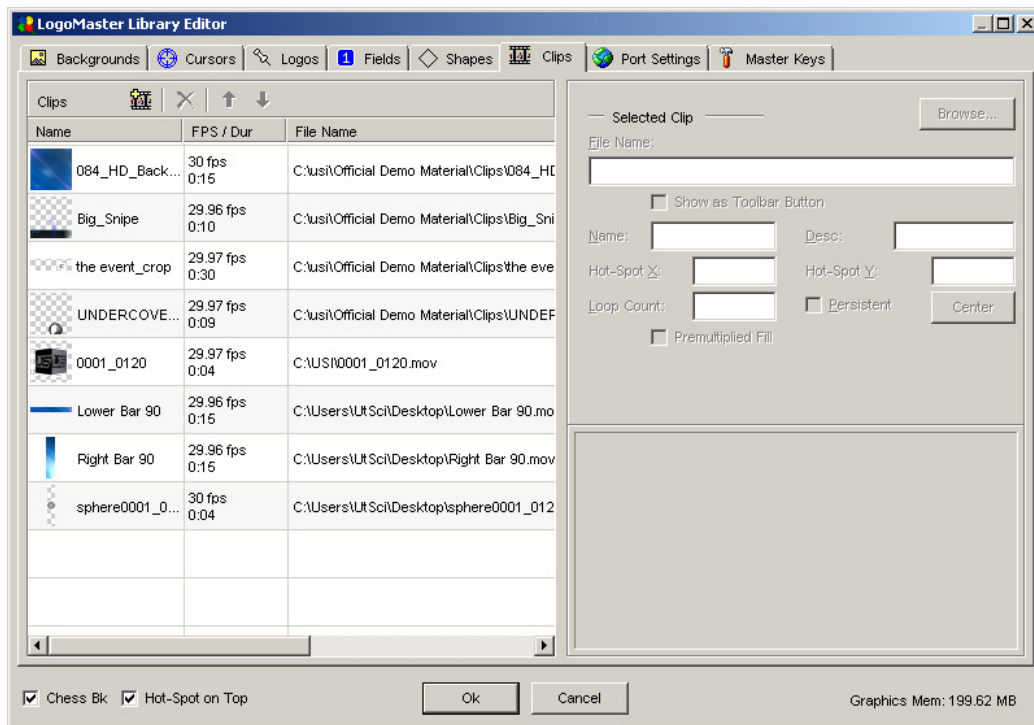 LogoMaster Library Editor
Backgrounds Cursors Logos 1 Fields Shapes Clips Port Settings Master Keys
Clips
Name FPS / Dur File Name
084_HD_Back... 30 fps 0:15 C:\usi\Official Demo Material\Clips\084_HD
Big_Snipe 29.96 fps 0:10 C:\usi\Official Demo Material\Clips\Big_Sni
the event_crop 29.97 fps 0:30 C:\usi\Official Demo Material\Clips\the eve
UNDERCOVE... 29.97 fps 0:09 C:\usi\Official Demo Material\Clips\UNDER
0001_0120 29.97 fps 0:04 C:\USI\0001_0120.mov
Lower Bar 90 29.96 fps 0:15 C:\Users\UtSci\Desktop\Lower Bar 90.mo
Right Bar 90 29.96 fps 0:15 C:\Users\UtSci\Desktop\Right Bar 90.mov
sphere0001_0... 30 fps 0:04 C:\Users\UtSci\Desktop\sphere0001_012
Selected Clip Browse...
File Name:
Show as Toolbar Button
Name: Desc:
Hot-Spot X: Hot-Spot Y:
Loop Count: Persistent Center
Premultiplied Fill
Chess Bk Hot-Spot on Top Ok Cancel Graphics Mem: 199.62 MB